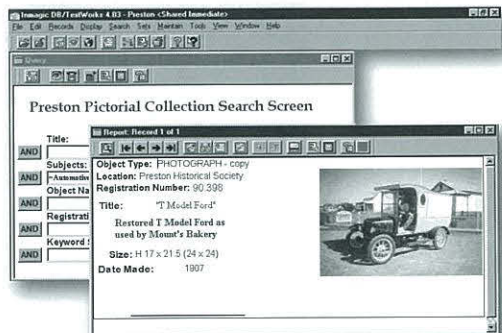 Inmagic DB/TextWorks 4.03 - Preston <Shared Immediate>
File Edit Records Display Search Sets Maintain Tools View Window Help
Query
Preston Pictorial Collection Search Screen
Title:
AND
Subjects:
AND
Object Na
AND
Registrati
AND
Keyword S
AND
Report: Record 1 of 1
Object Type: PHOTOGRAPH - copy
Location: Preston Historical Society
Registration Number: 90.398
Title: "T Model Ford"
Restored T Model Ford as
used by Mount's Bakery
Size: H 17 x 21.5 (24 x 24)
Date Made: 1907